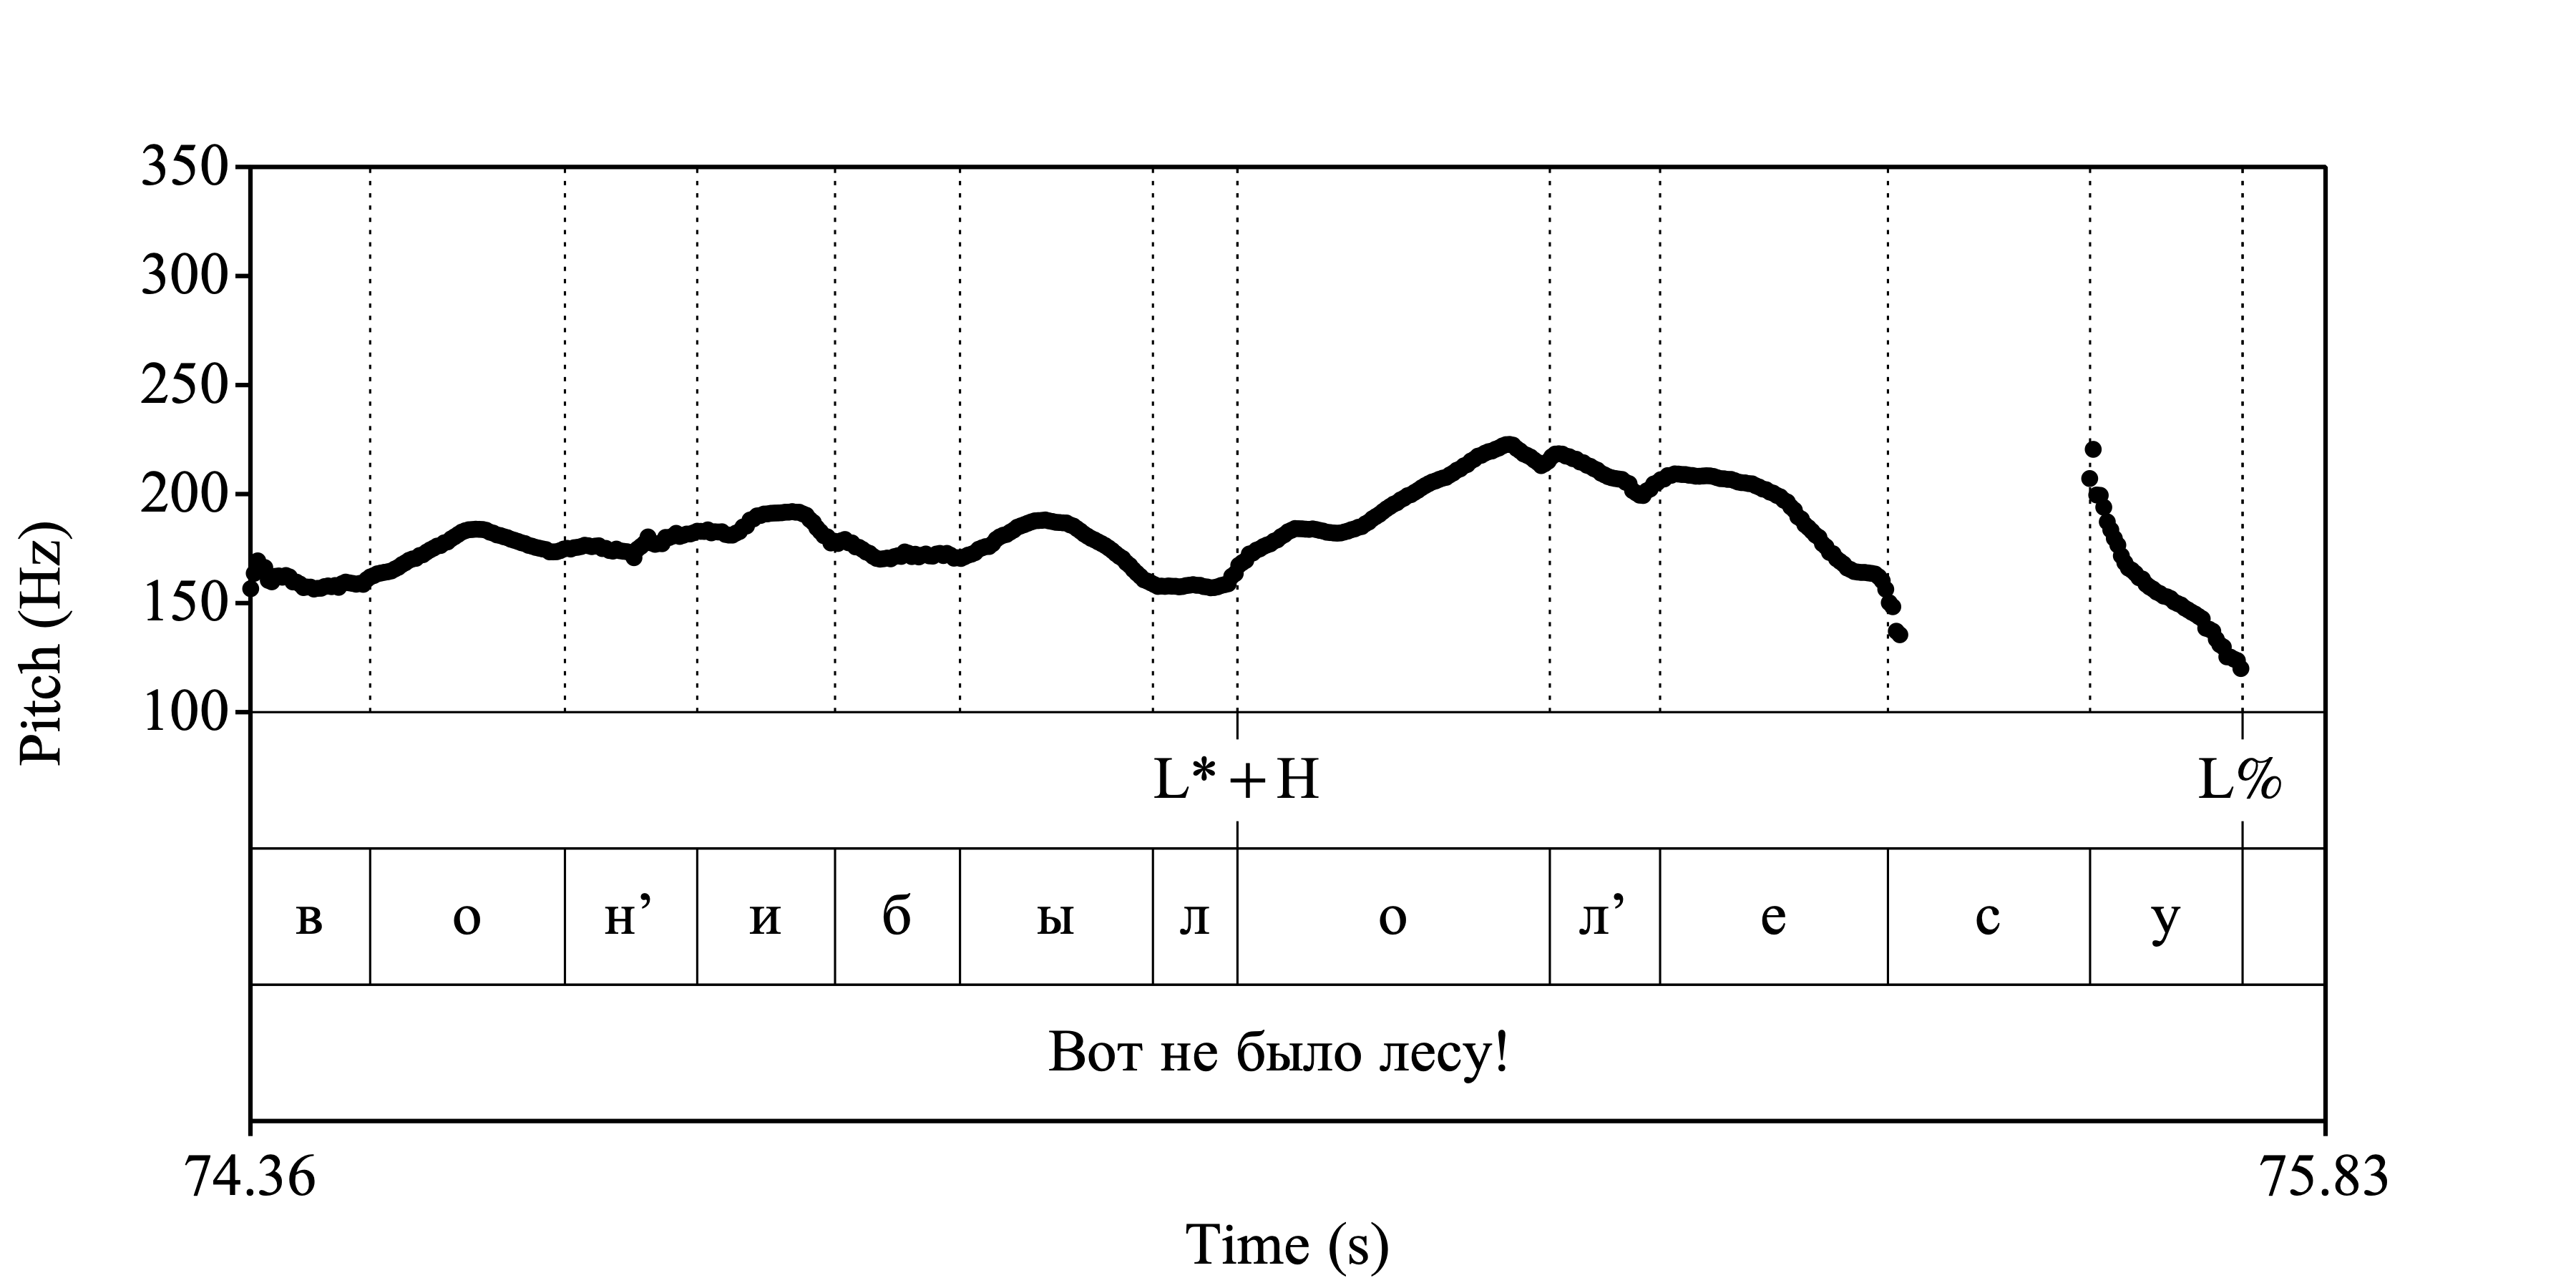 350
300
250
200
150
100
Pitch (Hz)
L*+H L%
в о н’ и б ы л о л’ е с у
Вот не было лесу!
74.36 75.83
Time (s)